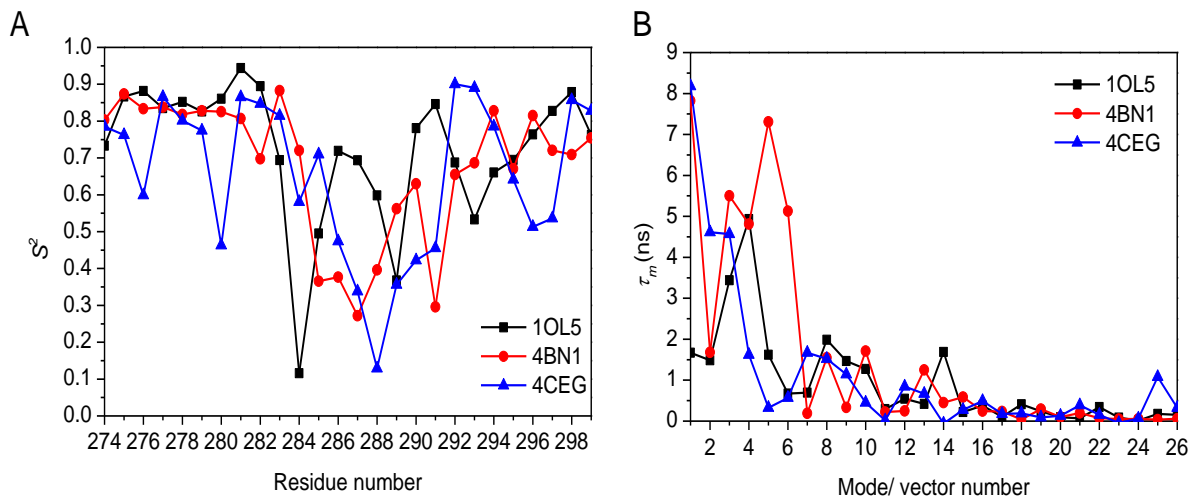 A
S²
1.0
0.9
0.8
0.7
0.6
0.5
0.4
0.3
0.2
0.1
0.0
274 276 278 280 282 284 286 288 290 292 294 296 298
Residue number
1OL5
4BN1
4CEG
B
τm (ns)
9
8
7
6
5
4
3
2
1
0
2 4 6 8 10 12 14 16 18 20 22 24 26
Mode/ vector number
1OL5
4BN1
4CEG